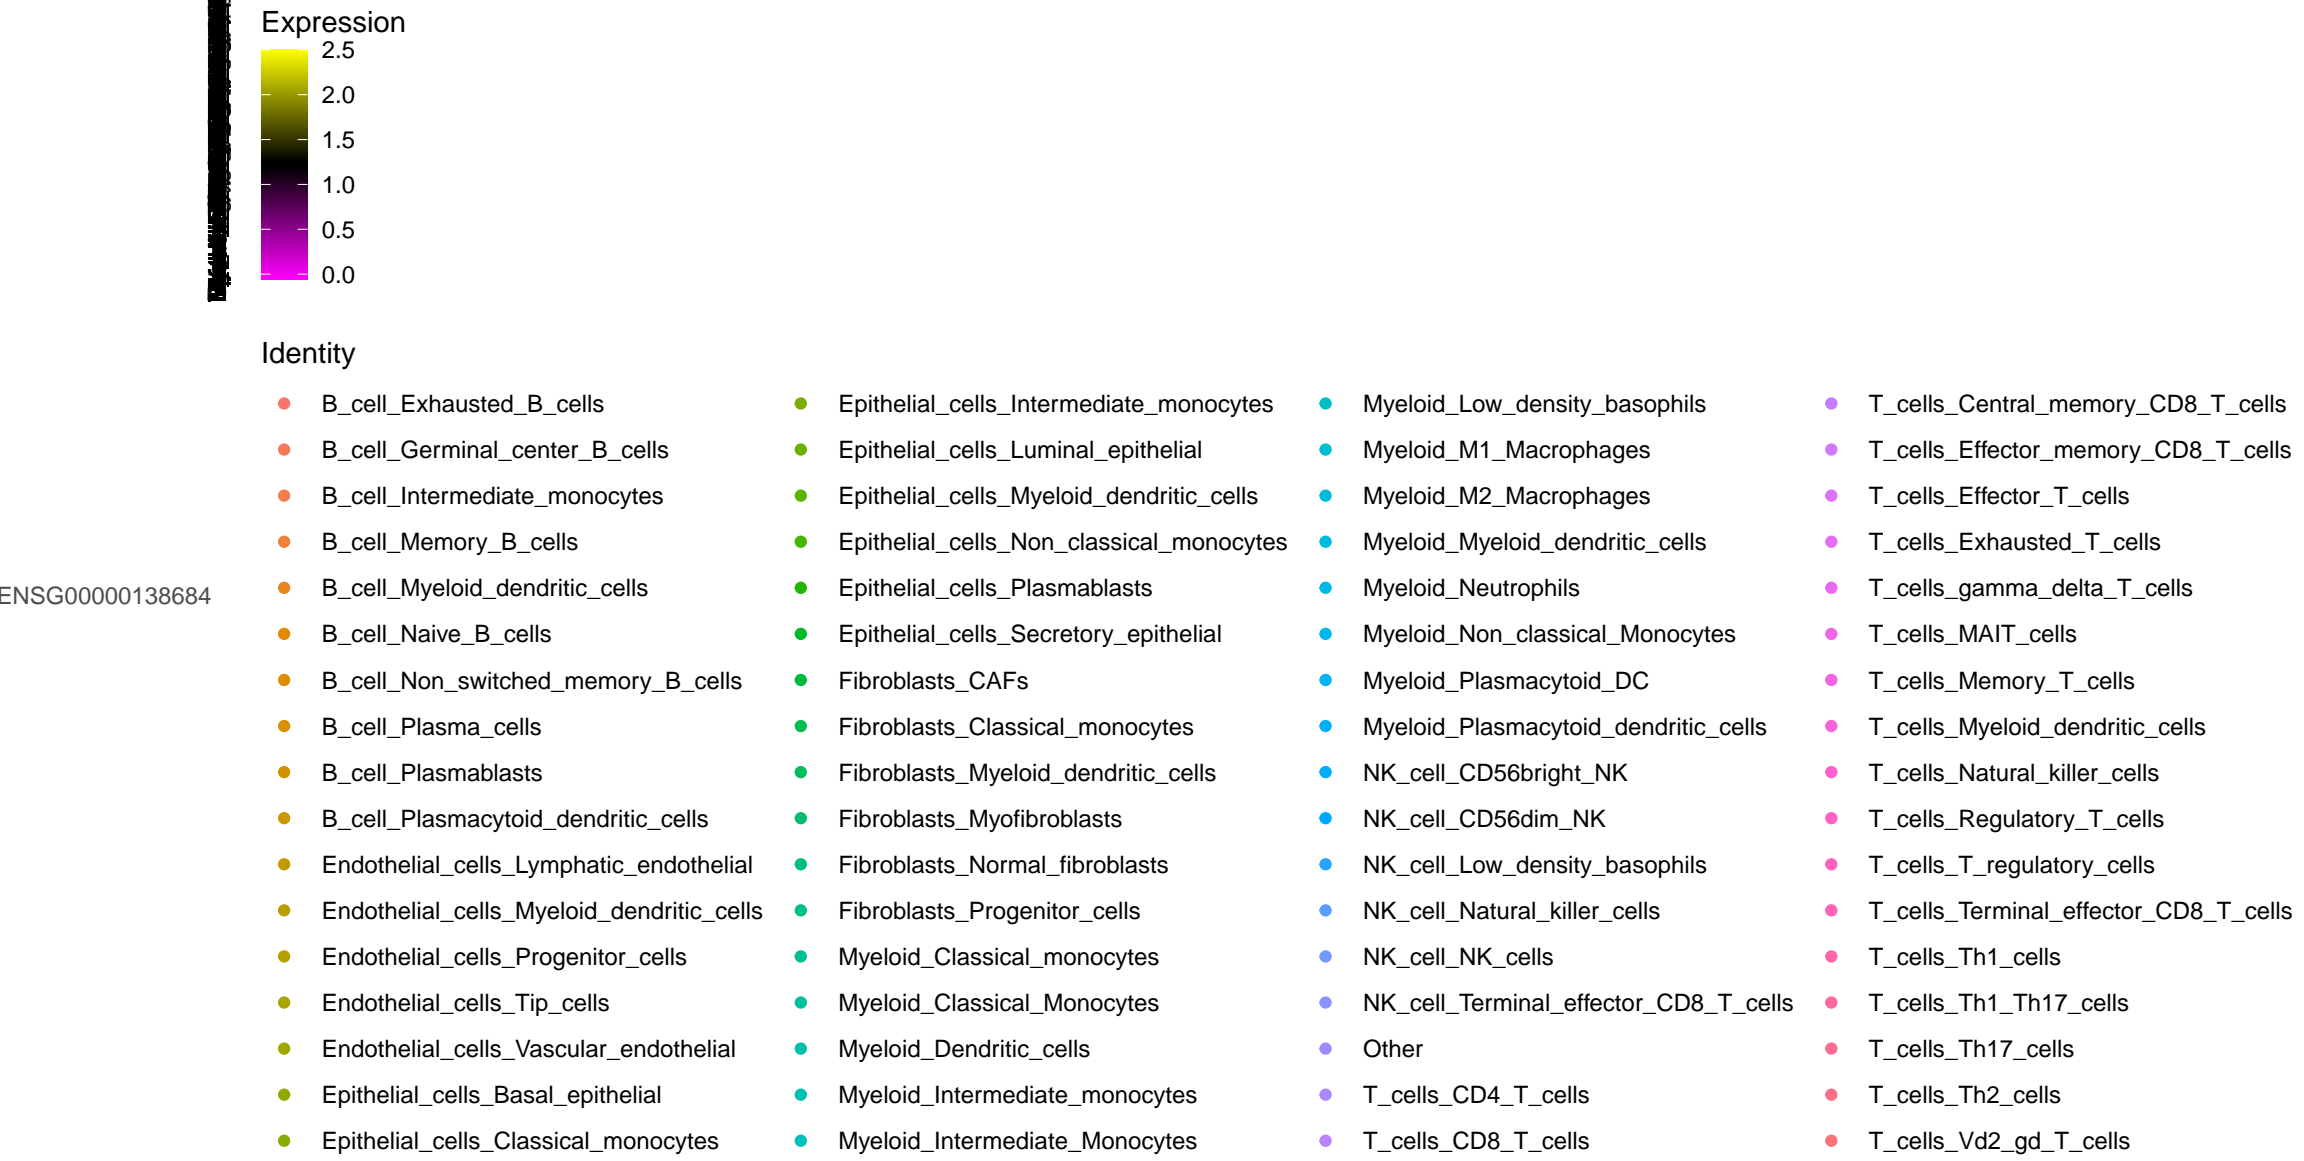 Expression
2.5
2.0
1.5
1.0
0.5
0.0
Identity
B_cell_Exhausted_B_cells
B_cell_Germinal_center_B_cells
B_cell_Intermediate_monocytes
B_cell_Memory_B_cells
B_cell_Myeloid_dendritic_cells
B_cell_Naive_B_cells
B_cell_Non_switched_memory_B_cells
B_cell_Plasma_cells
B_cell_Plasmablasts
B_cell_Plasmacytoid_dendritic_cells
Endothelial_cells_Lymphatic_endothelial
Endothelial_cells_Myeloid_dendritic_cells
Endothelial_cells_Progenitor_cells
Endothelial_cells_Tip_cells
Endothelial_cells_Vascular_endothelial
Epithelial_cells_Basal_epithelial
Epithelial_cells_Classical_monocytes
Epithelial_cells_Intermediate_monocytes
Epithelial_cells_Luminal_epithelial
Epithelial_cells_Myeloid_dendritic_cells
Epithelial_cells_Non_classical_monocytes
Epithelial_cells_Plasmablasts
Epithelial_cells_Secretory_epithelial
Fibroblasts_CAFs
Fibroblasts_Classical_monocytes
Fibroblasts_Myeloid_dendritic_cells
Fibroblasts_Myofibroblasts
Fibroblasts_Normal_fibroblasts
Fibroblasts_Progenitor_cells
Myeloid_Classical_monocytes
Myeloid_Classical_Monocytes
Myeloid_Dendritic_cells
Myeloid_Intermediate_monocytes
Myeloid_Intermediate_Monocytes
Myeloid_Low_density_basophils
Myeloid_M1_Macrophages
Myeloid_M2_Macrophages
Myeloid_Myeloid_dendritic_cells
Myeloid_Neutrophils
Myeloid_Non_classical_Monocytes
Myeloid_Plasmacytoid_DC
Myeloid_Plasmacytoid_dendritic_cells
NK_cell_CD56bright_NK
NK_cell_CD56dim_NK
NK_cell_Low_density_basophils
NK_cell_Natural_killer_cells
NK_cell_NK_cells
NK_cell_Terminal_effector_CD8_T_cells
Other
T_cells_CD4_T_cells
T_cells_CD8_T_cells
T_cells_Central_memory_CD8_T_cells
T_cells_Effector_memory_CD8_T_cells
T_cells_Effector_T_cells
T_cells_Exhausted_T_cells
T_cells_gamma_delta_T_cells
T_cells_MAIT_cells
T_cells_Memory_T_cells
T_cells_Myeloid_dendritic_cells
T_cells_Natural_killer_cells
T_cells_Regulatory_T_cells
T_cells_T_regulatory_cells
T_cells_Terminal_effector_CD8_T_cells
T_cells_Th1_cells
T_cells_Th1_Th17_cells
T_cells_Th17_cells
T_cells_Th2_cells
T_cells_Vd2_gd_T_cells
ENSG00000138684